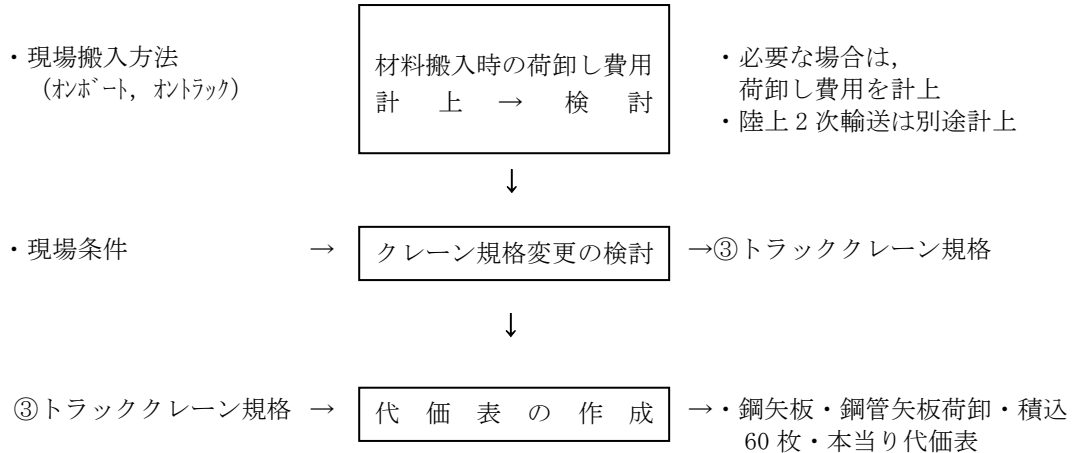 ・現場搬入方法
(ｵﾝﾎﾞｰﾄ，ｵﾝﾄﾗｯｸ)
材料搬入時の荷卸し費用
計上→検討
・必要な場合は，
荷卸し費用を計上
・陸上２次輸送は別途計上
↓
・現場条件 → クレーン規格変更の検討 →③トラッククレーン規格
↓
③トラッククレーン規格 → 代価表の作成 →・鋼矢板・鋼管矢板荷卸・積込
60 枚・本当り代価表